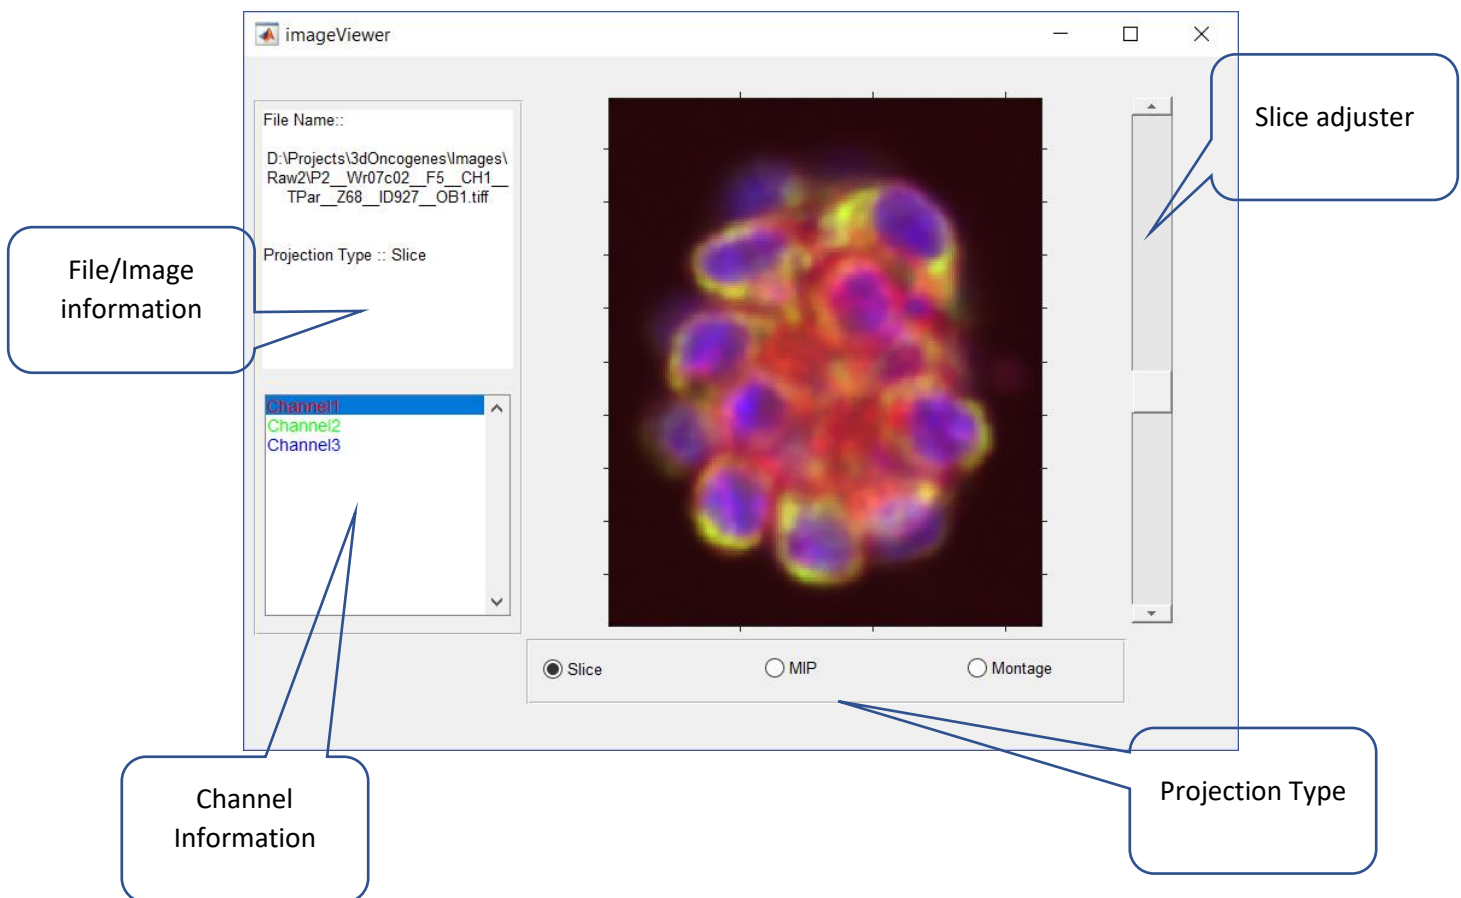 imageViewer
Slice adjuster
File Name::
D:\Projects\3dOncogenes\Images\
Raw2\P2__Wr07c02__F5__CH1__
TPar__Z68__ID927__OB1.tiff
Projection Type :: Slice
File/Image
information
Channel1
Channel2
Channel3
Slice
MIP
Montage
Channel
Information
Projection Type